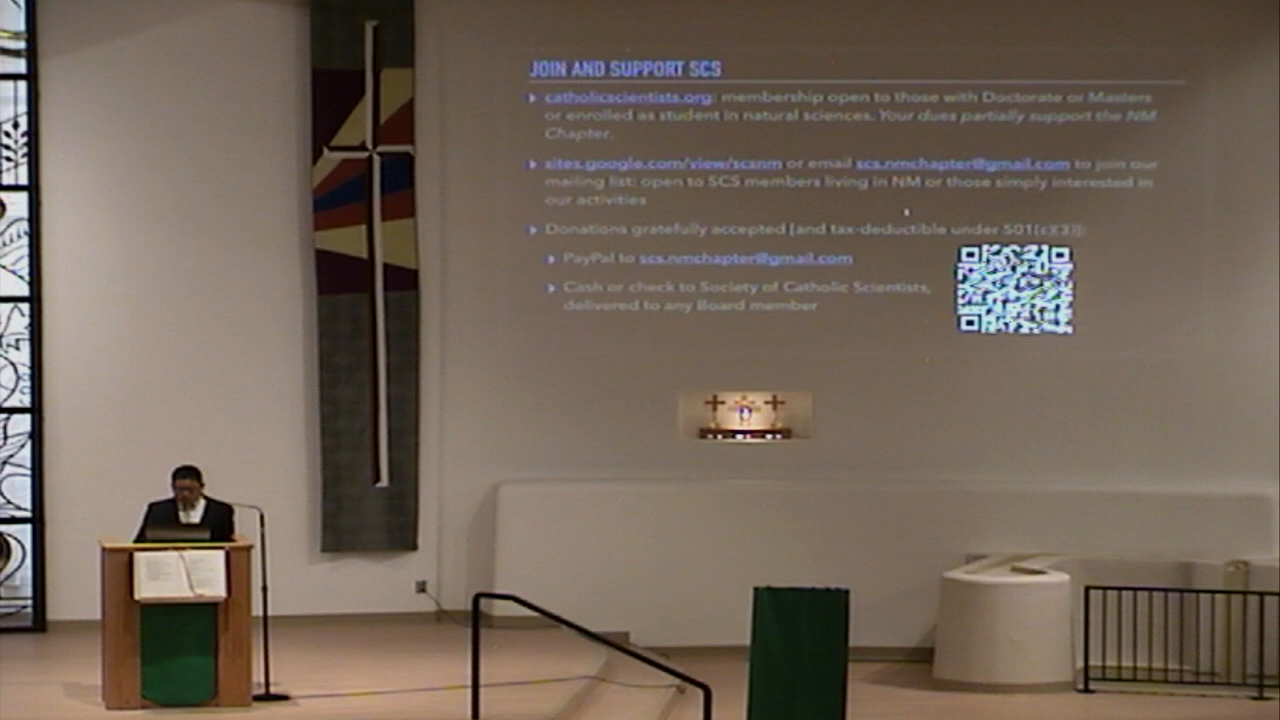 JOIN AND SUPPORT SCS
catholicscientists.org: membership open to those with Doctorate or Masters
or enrolled as student in natural sciences. Your dues partially support the NM
Chapter.
sites.google.com/view/scsnm or email scs.nmchapter@gmail.com to join our
mailing list: open to SCS members living in NM or those simply interested in
our activities
Donations gratefully accepted [and tax-deductible under 501(c)(3)]:
PayPal to scs.nmchapter@gmail.com
Cash or check to Society of Catholic Scientists,
delivered to any Board member